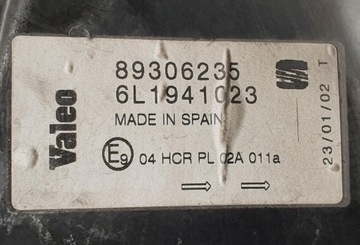 Valeo
89306235
6L1941023
MADE IN SPAIN
E9 04 HCR PL 02A 011a
23/01/02 T